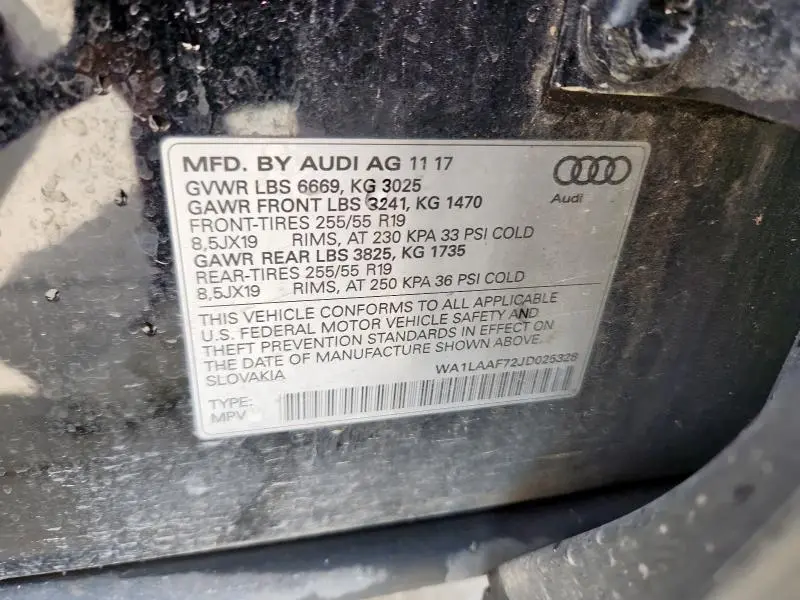 MFD. BY AUDI AG 11 17
GVWR LBS 6669, KG 3025
GAWR FRONT LBS 3241, KG 1470
FRONT-TIRES 255/55 R19
8,5JX19 RIMS, AT 230 KPA 33 PSI COLD
GAWR REAR LBS 3825, KG 1735
REAR-TIRES 255/55 R19
8,5JX19 RIMS, AT 250 KPA 36 PSI COLD
Audi
THIS VEHICLE CONFORMS TO ALL APPLICABLE
U.S. FEDERAL MOTOR VEHICLE SAFETY AND
THEFT PREVENTION STANDARDS IN EFFECT ON
THE DATE OF MANUFACTURE SHOWN ABOVE.
SLOVAKIA WA1LAAF72JD025328
TYPE:
MPV